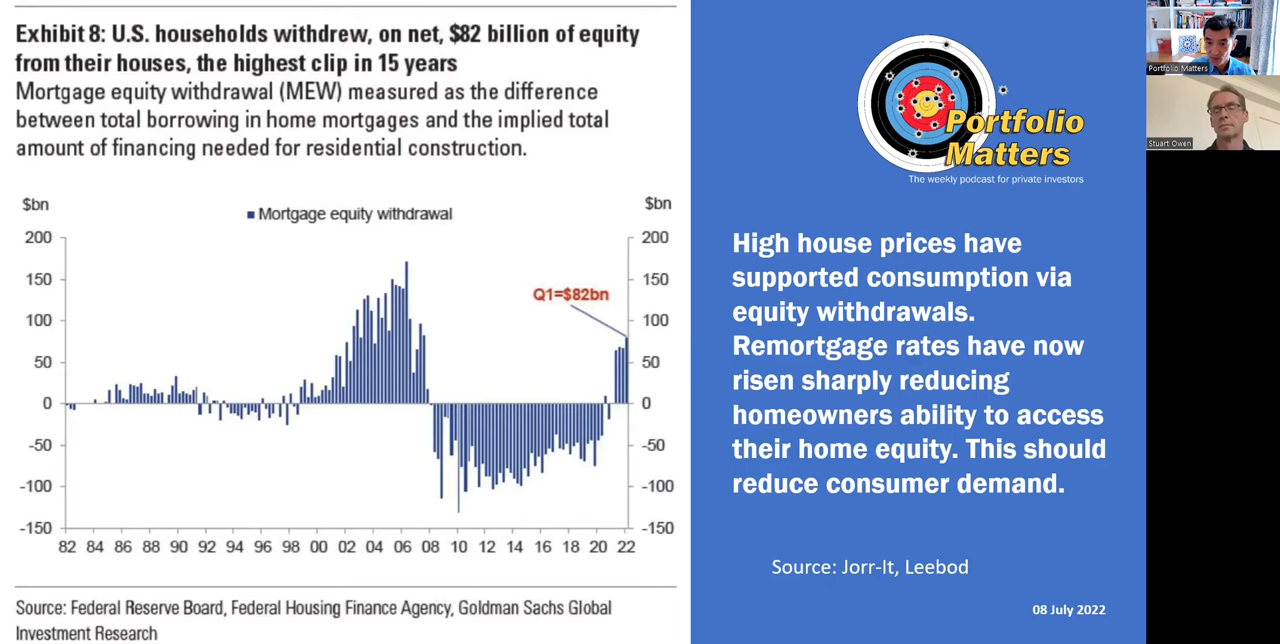 Exhibit 8: U.S. households withdrew, on net, $82 billion of equity
from their houses, the highest clip in 15 years
Mortgage equity withdrawal (MEW) measured as the difference
between total borrowing in home mortgages and the implied total
amount of financing needed for residential construction.
$bn
$bn
Mortgage equity withdrawal
200
150
100
50
0
-50
-100
-150
200
150
100
50
0
-50
-100
-150
Q1=$82bn
82 84 86 88 90 92 94 96 98 00 02 04 06 08 10 12 14 16 18 20 22
Source: Federal Reserve Board, Federal Housing Finance Agency, Goldman Sachs Global
Investment Research
Portfolio
Matters
The weekly podcast for private investors
High house prices have
supported consumption via
equity withdrawals.
Remortgage rates have now
risen sharply reducing
homeowners ability to access
their home equity. This should
reduce consumer demand.
Source: Jorr-It, Leebod
08 July 2022
Portfolio Matters
Stuart Owen